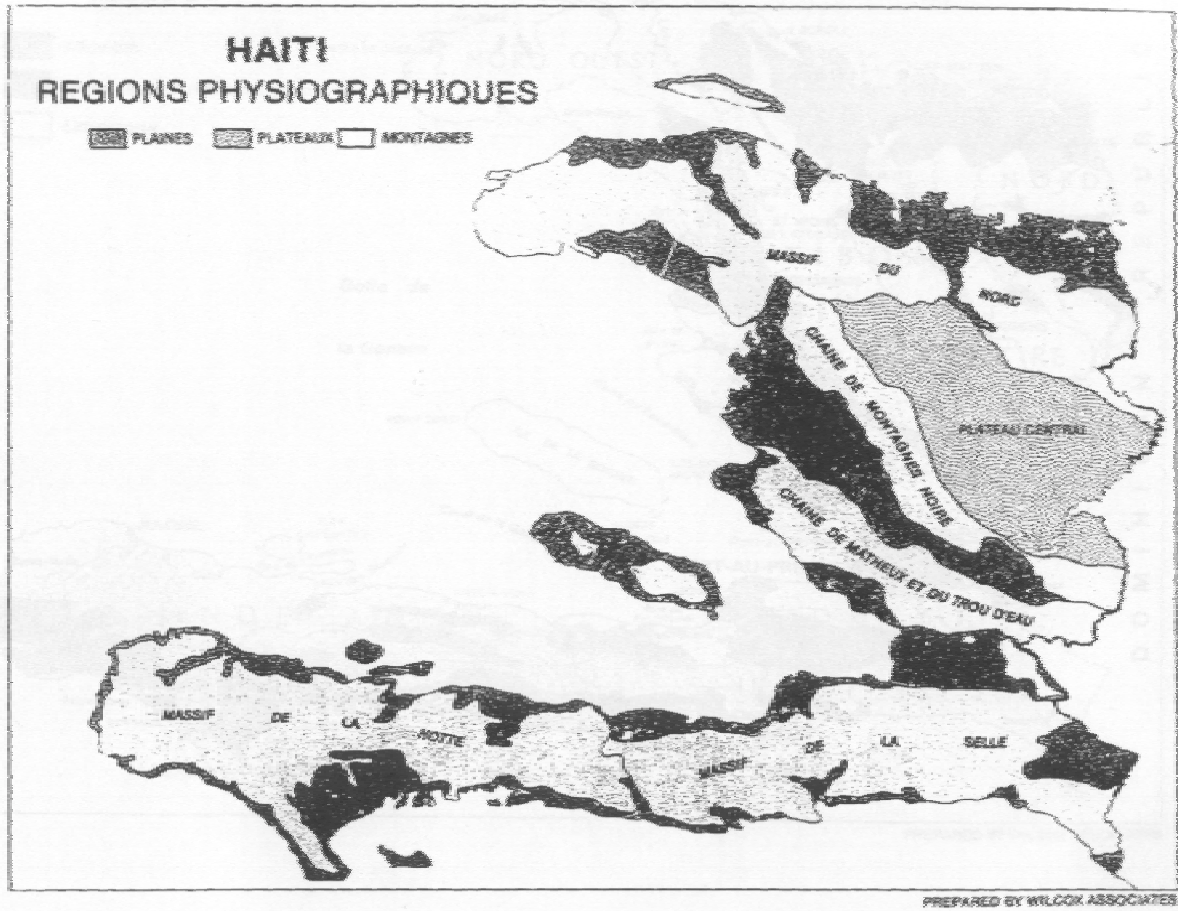 HAITI
REGIONS PHYSIOGRAPHIQUES
PLAINES PLATEAUX MONTAGNES
MASSIF DU NORD
CHAINE DE MONTAGNES NOIRE
PLATEAU CENTRAL
CHAINE DE MATHEUX ET DU TROU D'EAU
MASSIF DE LA HOTTE
MASSIF DE LA SELLE
PREPARED BY WILCOX ASSOCIATES